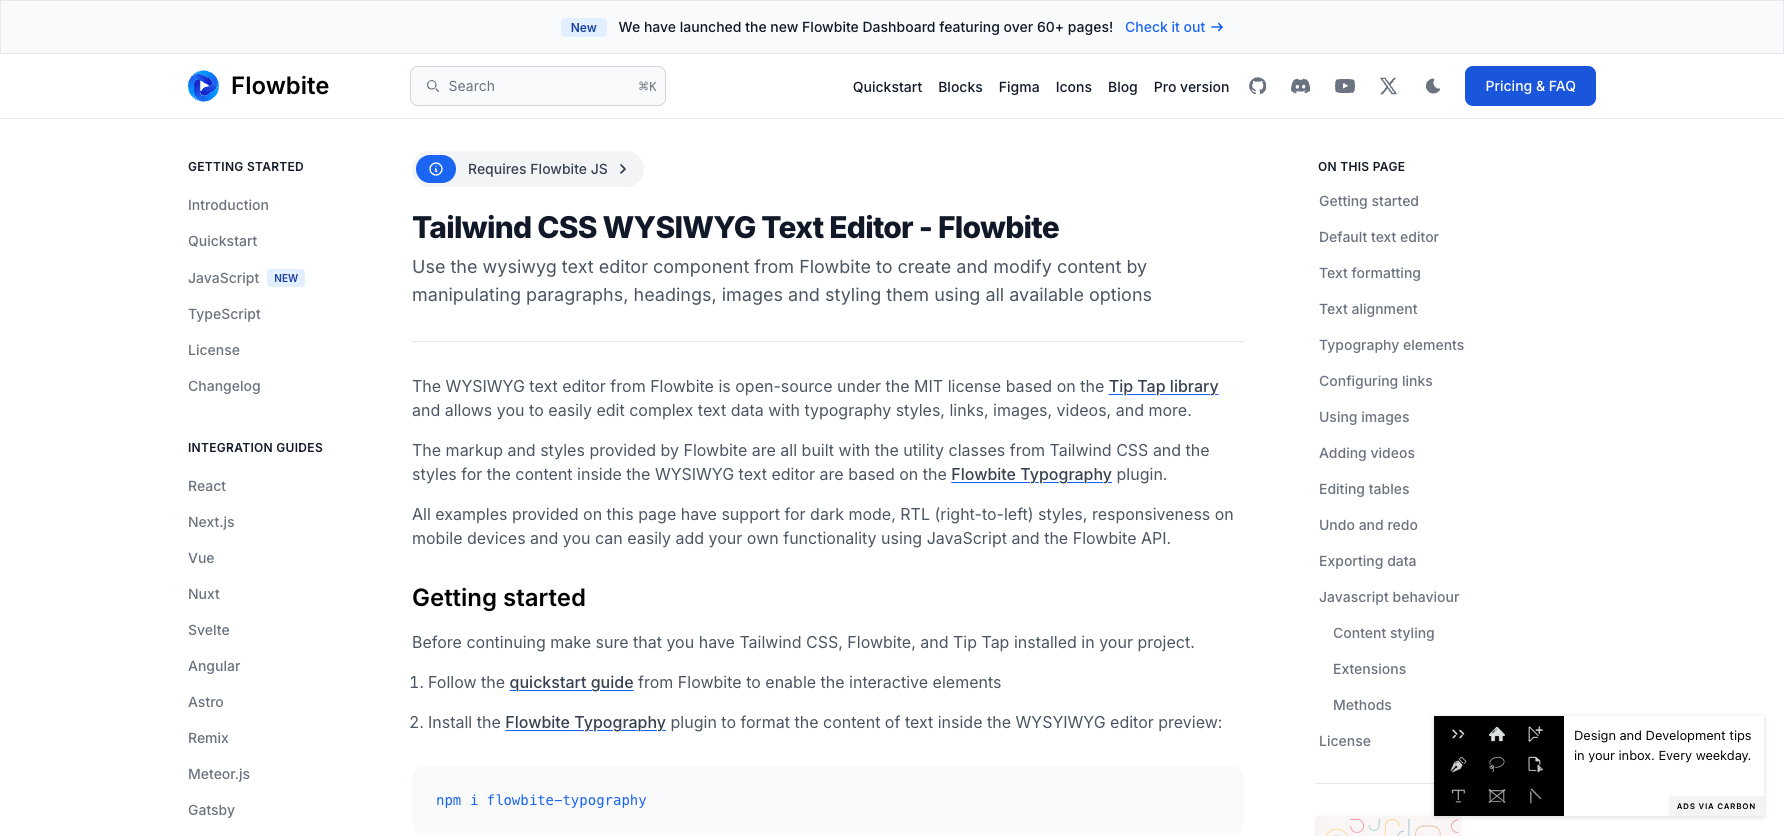 New We have launched the new Flowbite Dashboard featuring over 60+ pages! Check it out →
Flowbite
Search ⌘K
Quickstart Blocks Figma Icons Blog Pro version
Pricing & FAQ
GETTING STARTED
Introduction
Quickstart
JavaScript NEW
TypeScript
License
Changelog
INTEGRATION GUIDES
React
Next.js
Vue
Nuxt
Svelte
Angular
Astro
Remix
Meteor.js
Gatsby
Requires Flowbite JS
Tailwind CSS WYSIWYG Text Editor - Flowbite
Use the wysiwyg text editor component from Flowbite to create and modify content by
manipulating paragraphs, headings, images and styling them using all available options
The WYSIWYG text editor from Flowbite is open-source under the MIT license based on the Tip Tap library
and allows you to easily edit complex text data with typography styles, links, images, videos, and more.
The markup and styles provided by Flowbite are all built with the utility classes from Tailwind CSS and the
styles for the content inside the WYSIWYG text editor are based on the Flowbite Typography plugin.
All examples provided on this page have support for dark mode, RTL (right-to-left) styles, responsiveness on
mobile devices and you can easily add your own functionality using JavaScript and the Flowbite API.
Getting started
Before continuing make sure that you have Tailwind CSS, Flowbite, and Tip Tap installed in your project.
1. Follow the quickstart guide from Flowbite to enable the interactive elements
2. Install the Flowbite Typography plugin to format the content of text inside the WYSYIWYG editor preview:
npm i flowbite-typography
ON THIS PAGE
Getting started
Default text editor
Text formatting
Text alignment
Typography elements
Configuring links
Using images
Adding videos
Editing tables
Undo and redo
Exporting data
Javascript behaviour
Content styling
Extensions
Methods
License
Design and Development tips
in your inbox. Every weekday.
ADS VIA CARBON